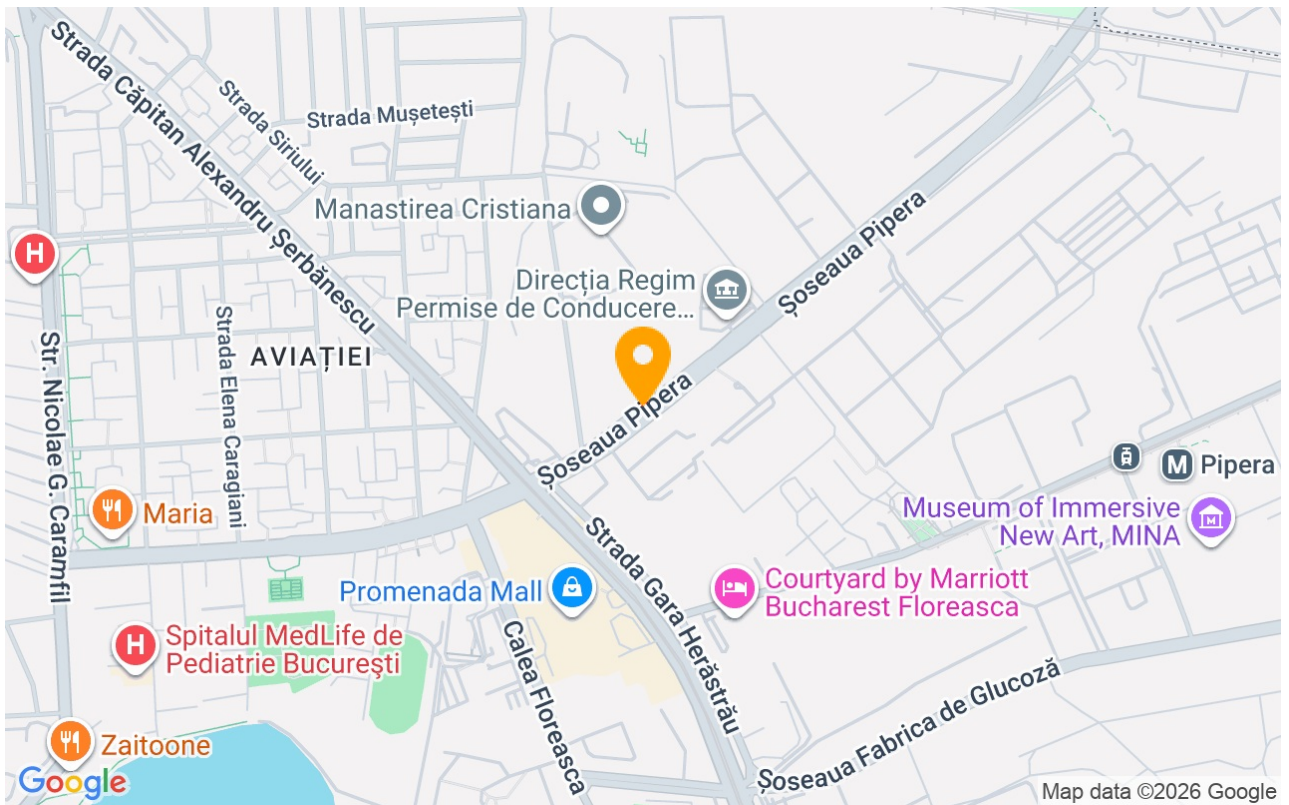 Strada Căpitan Alexandru Șerbănescu
Strada Siriului
Strada Mușetești
Manastirea Cristiana
H
Șoseaua Pipera
Direcția Regim
Permise de Conducere...
Str. Nicolae G. Caramfil
Strada Elena Caragiani
AVIAȚIEI
Șoseaua Pipera
M Pipera
Maria
Museum of Immersive
New Art, MINA
Promenada Mall
Strada Gara Herăstrău
Courtyard by Marriott
Bucharest Floreasca
H
Spitalul MedLife de
Pediatrie Bucureşti
Calea Floreasca
Șoseaua Fabrica de Glucoză
Zaitoone
Google
Map data ©2026 Google